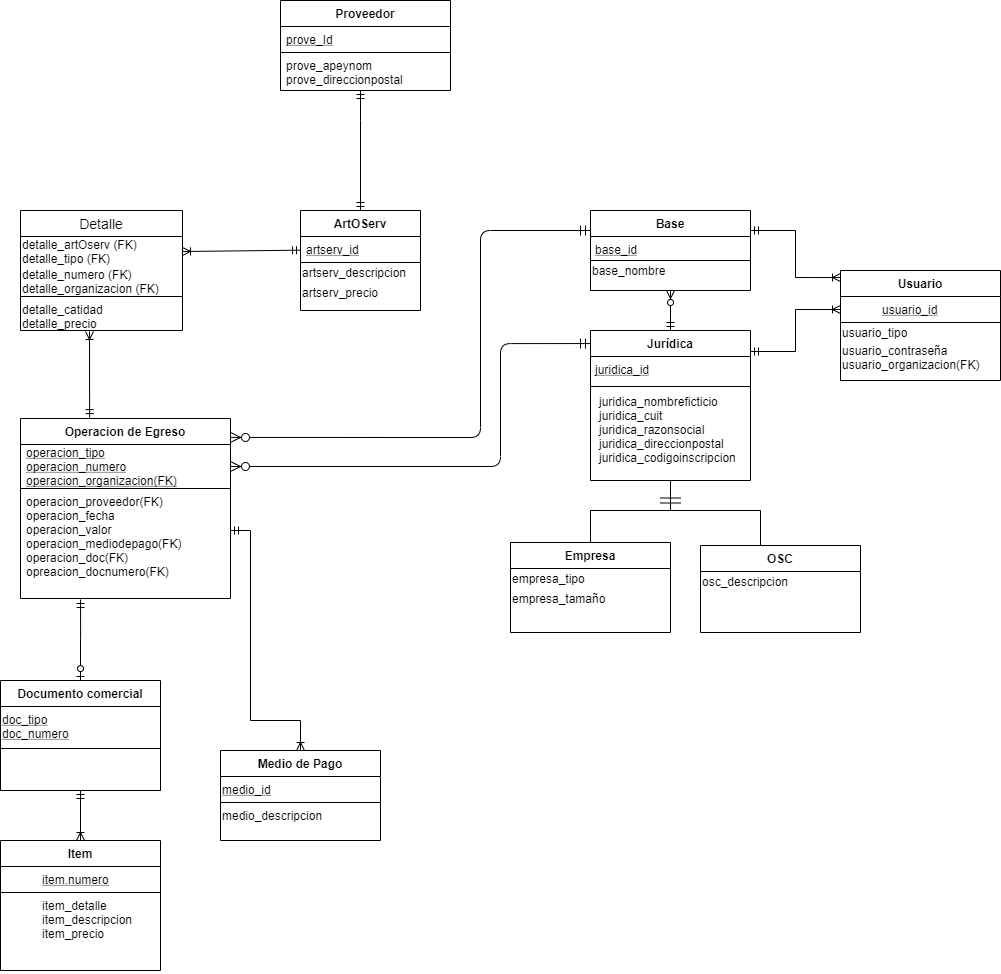 Proveedor
prove_Id
prove_apeynom
prove_direccionpostal
Detalle
detalle_artOserv (FK)
detalle_tipo (FK)
detalle_numero (FK)
detalle_organizacion (FK)
detalle_catidad
detalle_precio
ArtOServ
artserv_id
artserv_descripcion
artserv_precio
Base
base_id
base_nombre
Usuario
usuario_id
usuario_tipo
usuario_contraseña
usuario_organizacion(FK)
Jurídica
juridica_id
juridica_nombreficticio
juridica_cuit
juridica_razonsocial
juridica_direccionpostal
juridica_codigoinscripcion
Operacion de Egreso
operacion_tipo
operacion_numero
operacion_organizacion(FK)
operacion_proveedor(FK)
operacion_fecha
operacion_valor
operacion_mediodepago(FK)
operacion_doc(FK)
opreacion_docnumero(FK)
Empresa
empresa_tipo
empresa_tamaño
OSC
osc_descripcion
Documento comercial
doc_tipo
doc_numero
Medio de Pago
medio_id
medio_descripcion
Item
item.numero
item_detalle
item_descripcion
item_precio